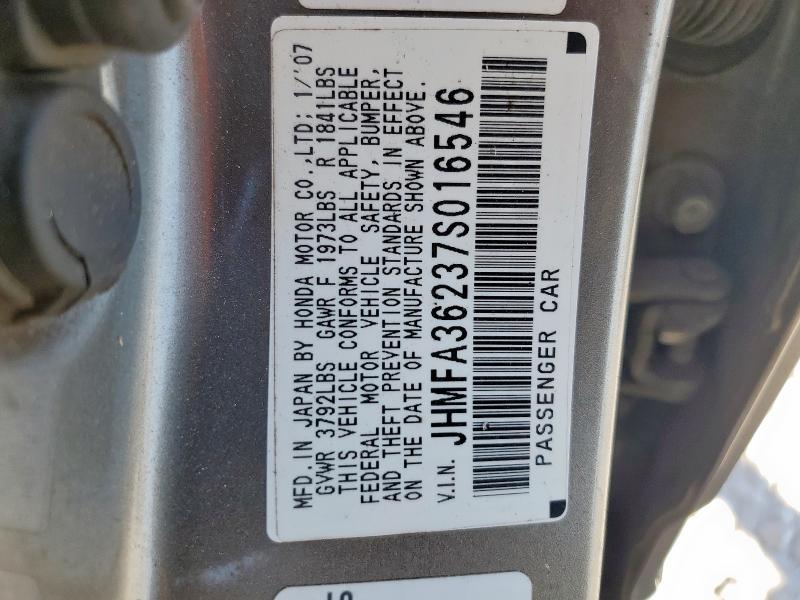 MFD. IN JAPAN BY HONDA MOTOR CO.,LTD; 1/'07
GVWR 3792LBS GAWR F 1973LBS R 1841LBS
THIS VEHICLE CONFORMS TO ALL APPLICABLE
FEDERAL MOTOR VEHICLE SAFETY, BUMPER,
AND THEFT PREVENTION STANDARDS IN EFFECT
ON THE DATE OF MANUFACTURE SHOWN ABOVE.
V.I.N. JHMFA36237S016546
PASSENGER CAR